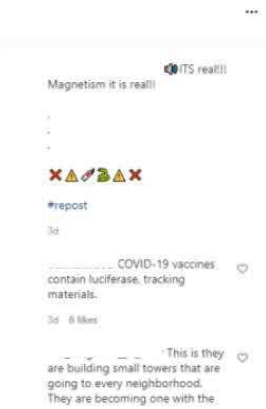 ITS real!!!
Magnetism it is real!!
.
.
.
#repost
3d
COVID-19 vaccines
contain luciferase, tracking
materials.
3d 6 likes
This is they
are building small towers that are
going to every neighborhood.
They are becoming one with the